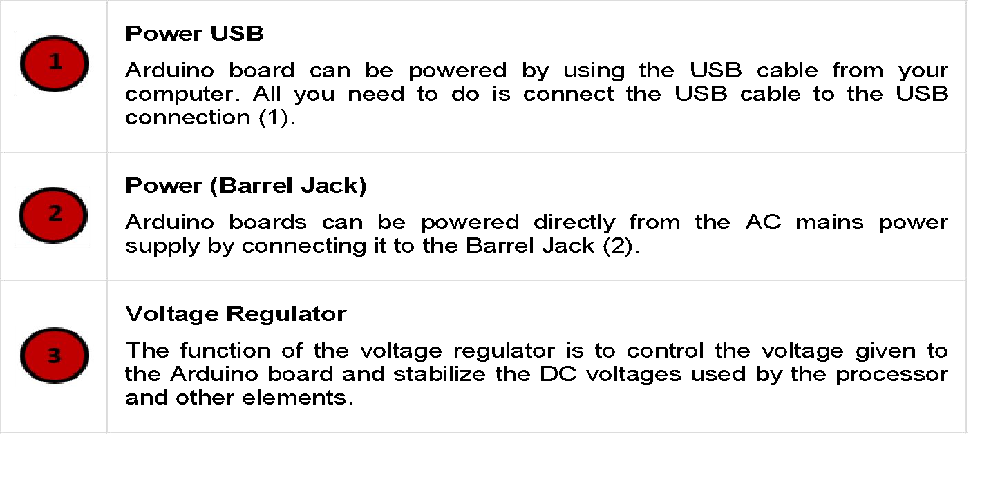 1
Power USB
Arduino board can be powered by using the USB cable from your
computer. All you need to do is connect the USB cable to the USB
connection (1).
2
Power (Barrel Jack)
Arduino boards can be powered directly from the AC mains power
supply by connecting it to the Barrel Jack (2).
3
Voltage Regulator
The function of the voltage regulator is to control the voltage given to
the Arduino board and stabilize the DC voltages used by the processor
and other elements.